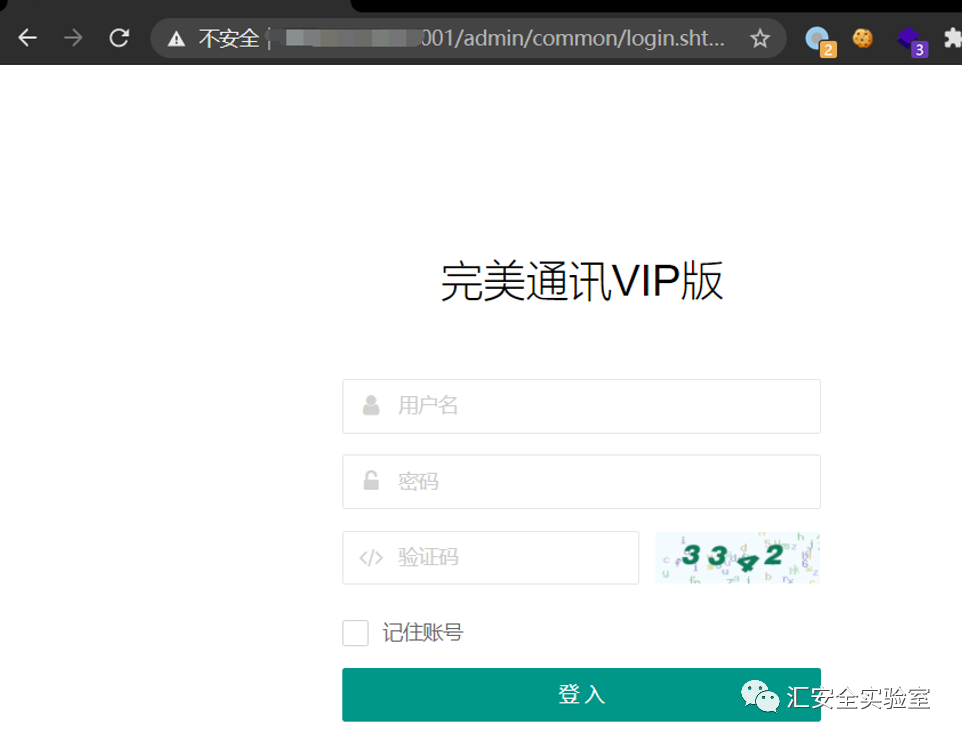 不安全 | 001/admin/common/login.sht...
2
3
完美通讯VIP版
用户名
密码
</> 验证码
3342
记住账号
登入
汇安全实验室